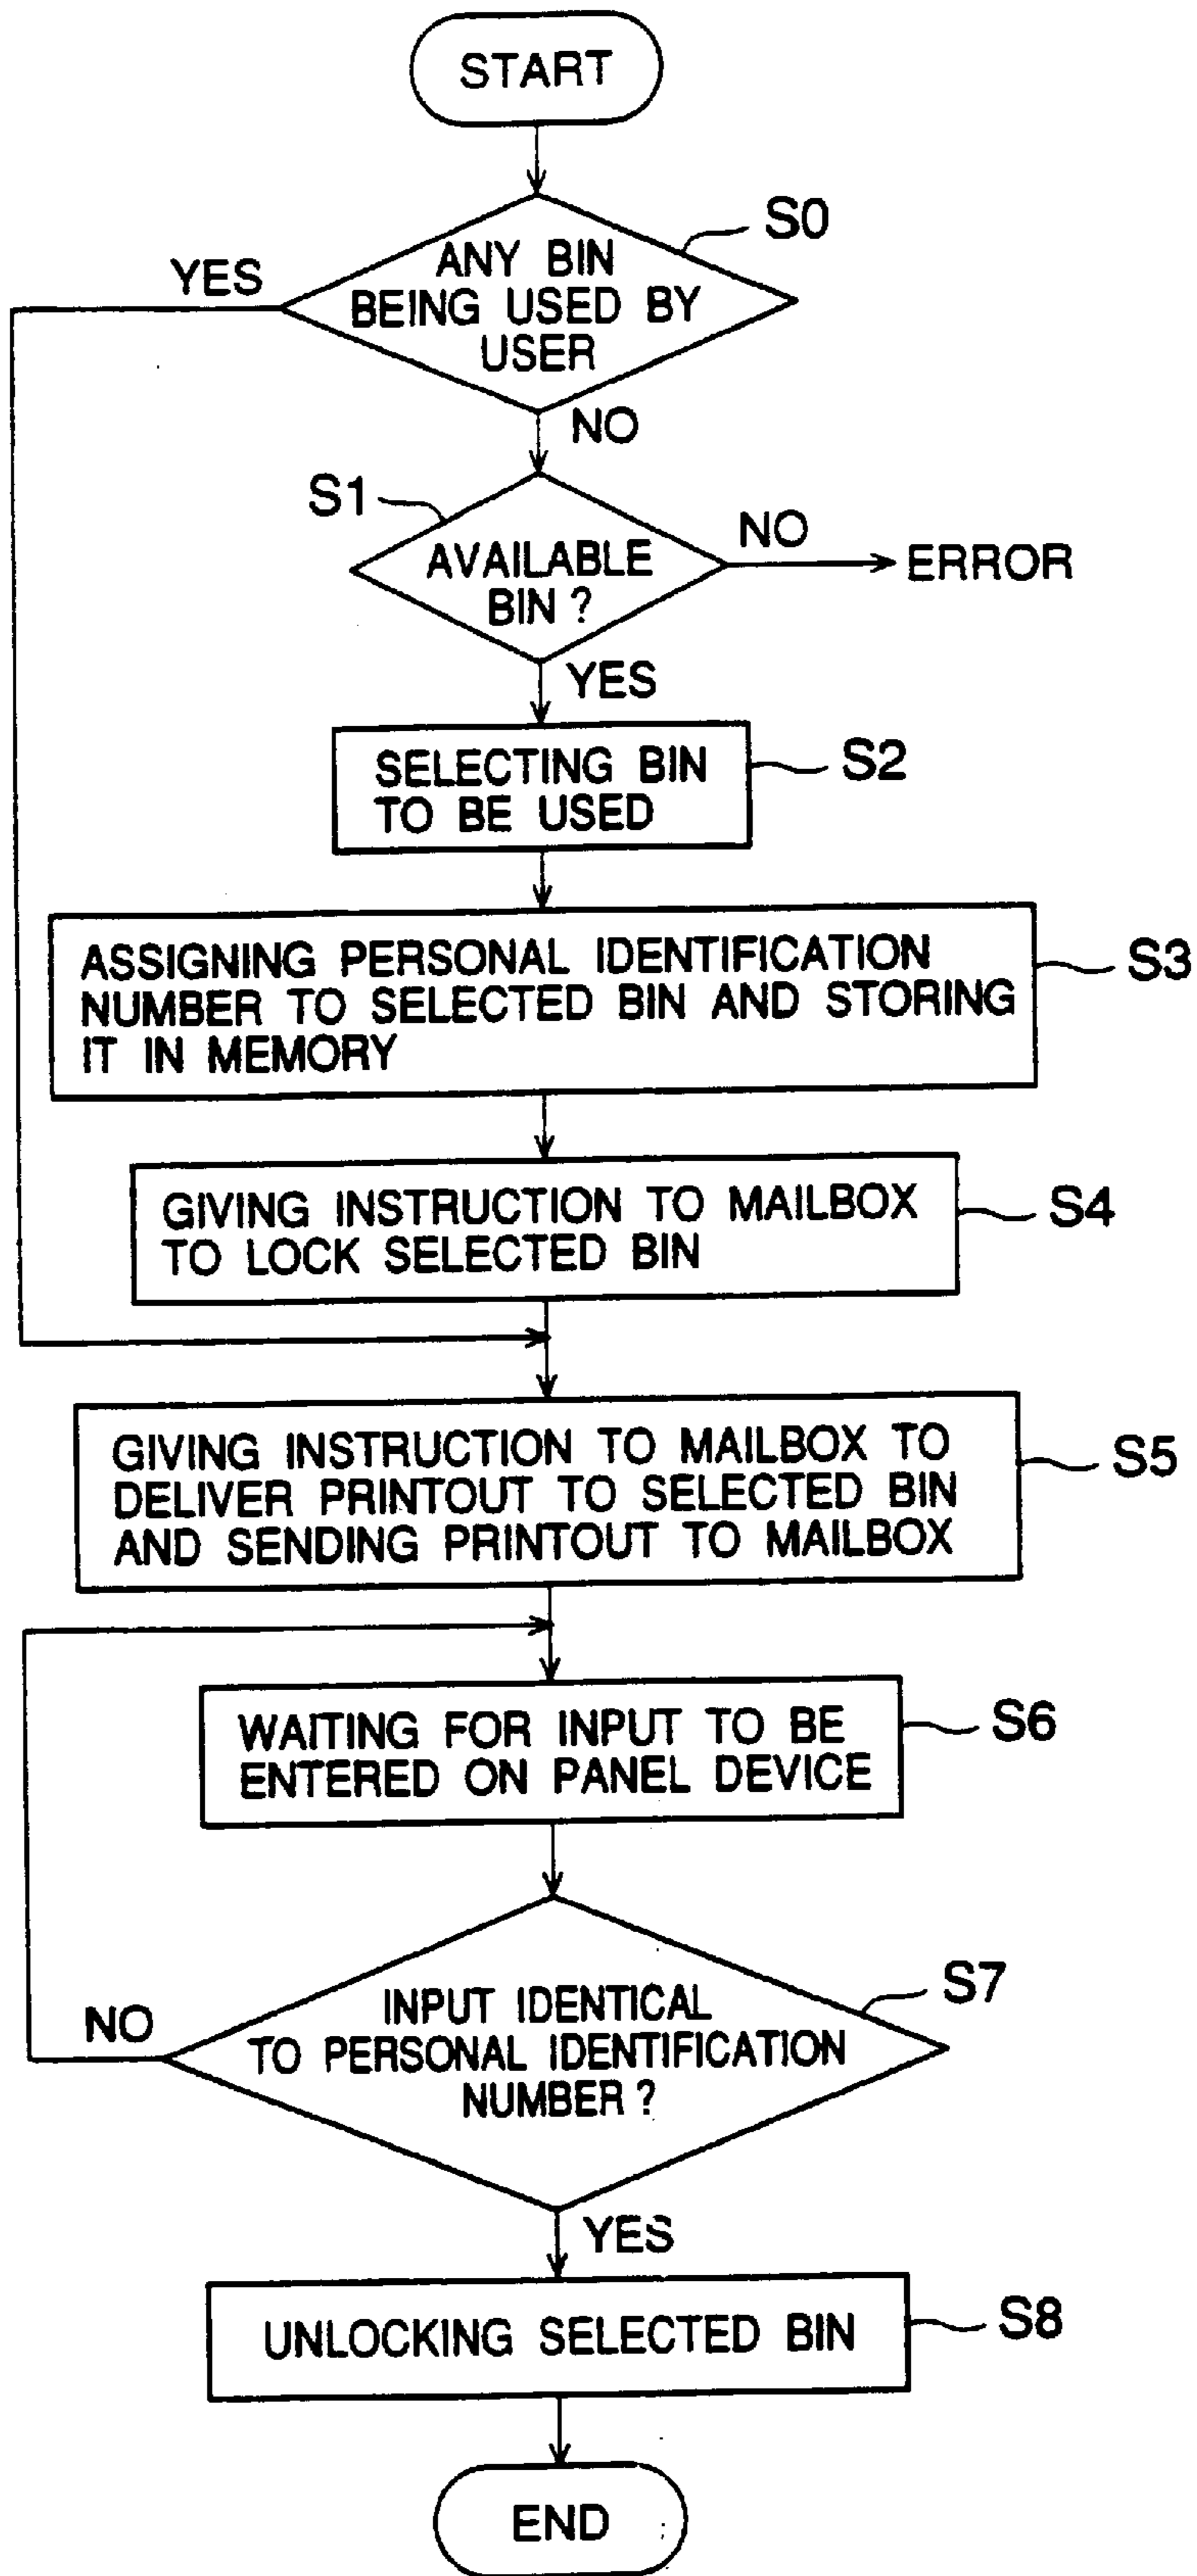 START
S0
YES
ANY BIN
BEING USED BY
USER
NO
S1
NO
AVAILABLE
BIN ?
ERROR
YES
SELECTING BIN
TO BE USED
S2
ASSIGNING PERSONAL IDENTIFICATION
NUMBER TO SELECTED BIN AND STORING
IT IN MEMORY
S3
GIVING INSTRUCTION TO MAILBOX
TO LOCK SELECTED BIN
S4
GIVING INSTRUCTION TO MAILBOX TO
DELIVER PRINTOUT TO SELECTED BIN
AND SENDING PRINTOUT TO MAILBOX
S5
WAITING FOR INPUT TO BE
ENTERED ON PANEL DEVICE
S6
S7
NO
INPUT IDENTICAL
TO PERSONAL IDENTIFICATION
NUMBER ?
YES
UNLOCKING SELECTED BIN
S8
END